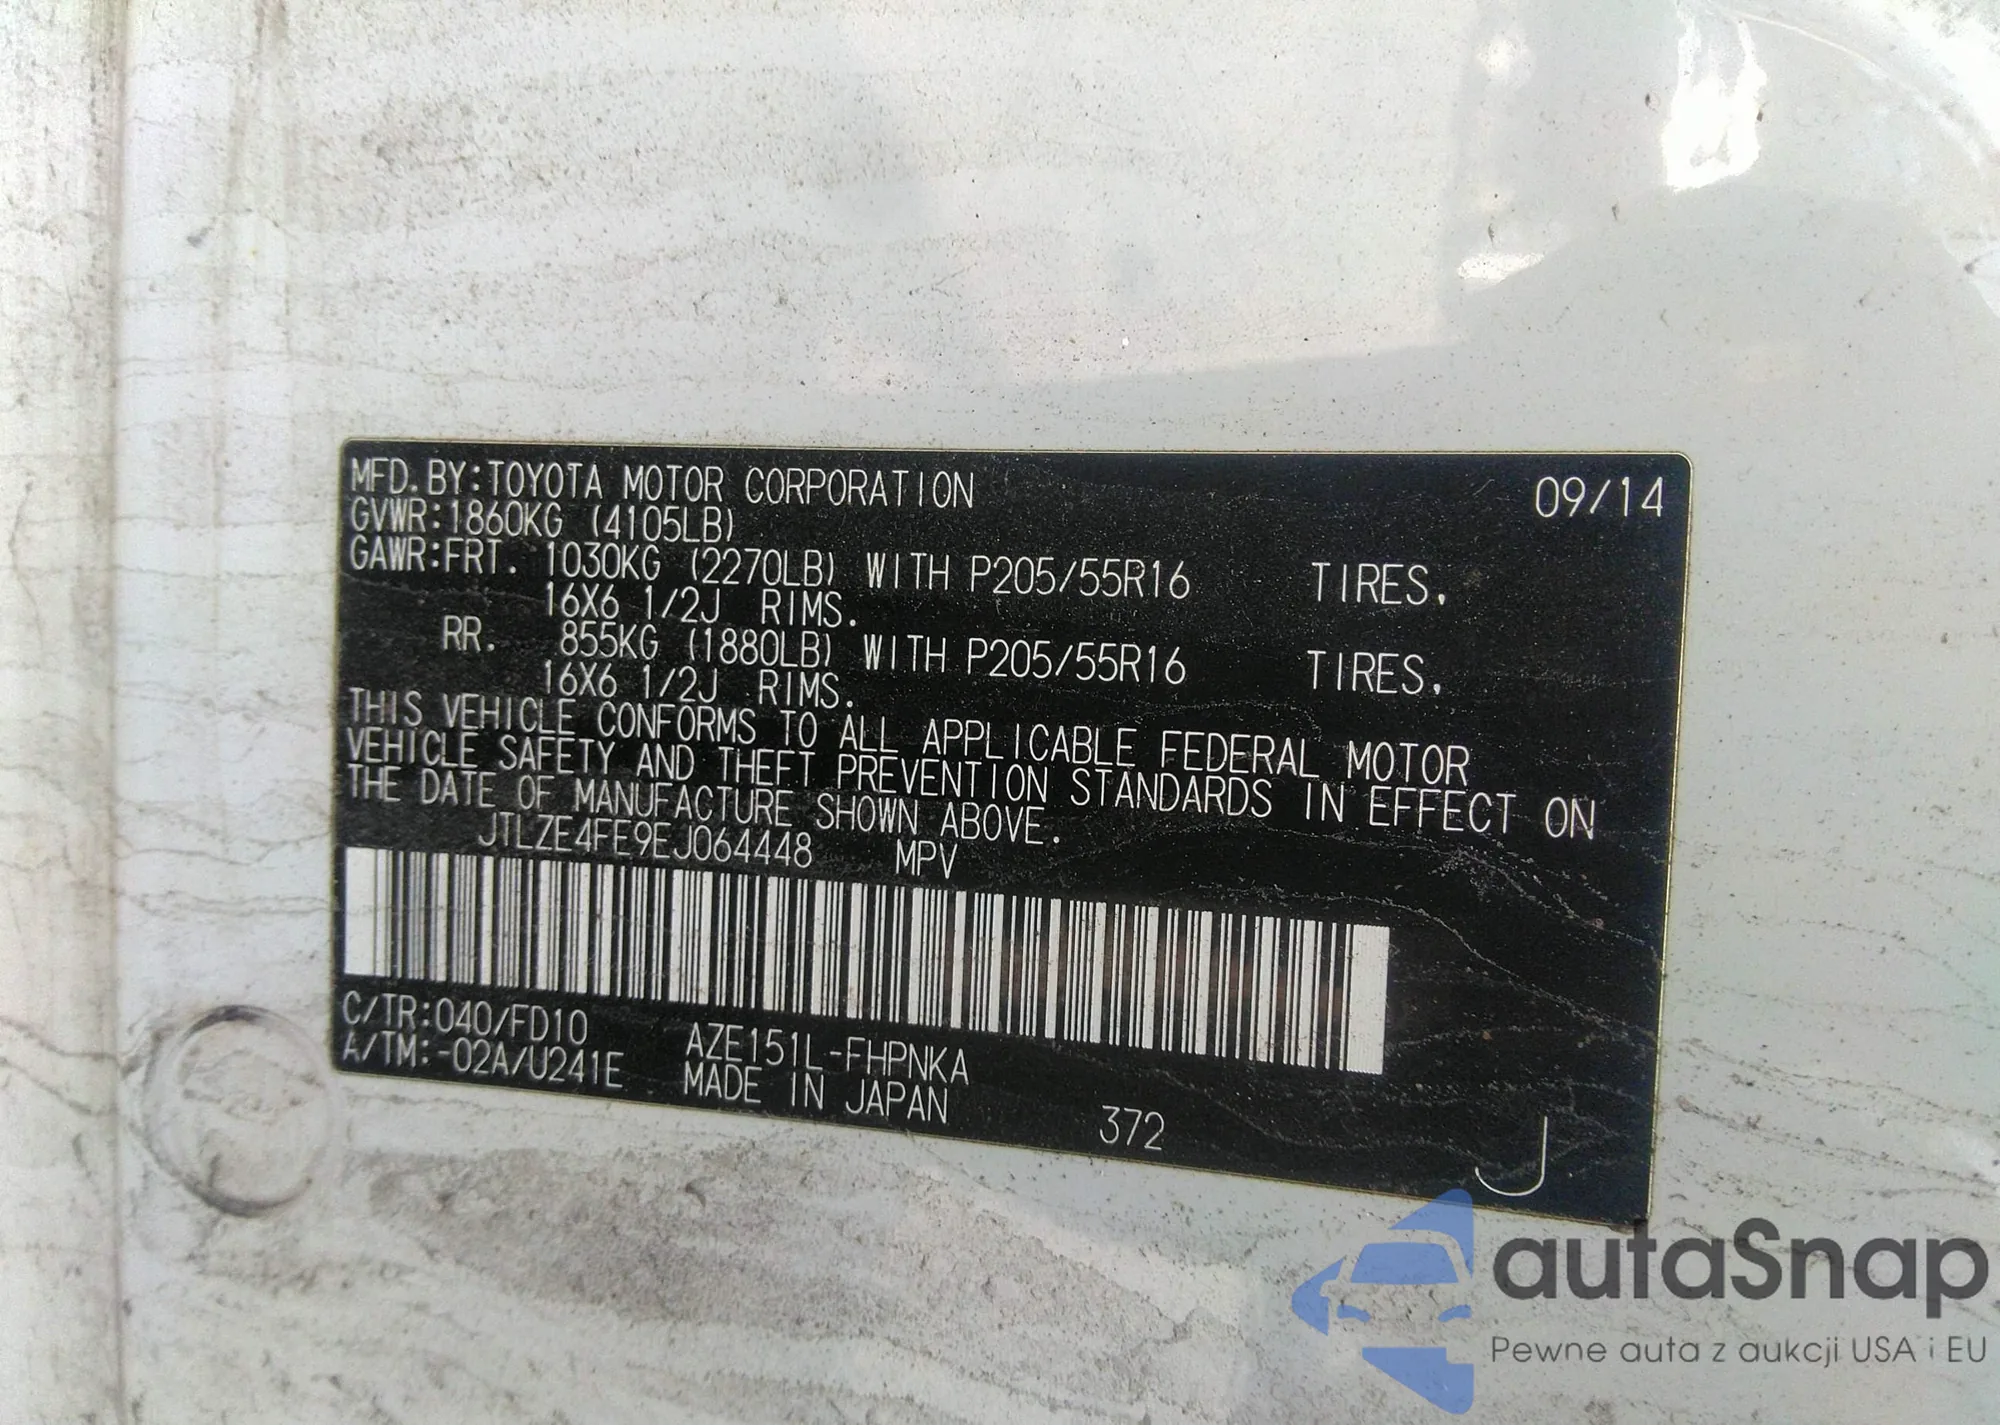 MFD. BY:TOYOTA MOTOR CORPORATION 09/14
GVWR:1860KG (4105LB)
GAWR:FRT. 1030KG (2270LB) WITH P205/55R16 TIRES,
16X6 1/2J RIMS.
RR. 855KG (1880LB) WITH P205/55R16 TIRES,
16X6 1/2J RIMS.
THIS VEHICLE CONFORMS TO ALL APPLICABLE FEDERAL MOTOR
VEHICLE SAFETY AND THEFT PREVENTION STANDARDS IN EFFECT ON
THE DATE OF MANUFACTURE SHOWN ABOVE.
JTLZE4FE9EJ064448 MPV
C/TR:040/FD10 AZE151L-FHPNKA
A/TM:-02A/U241E MADE IN JAPAN 372 J
autaSnap
Pewne auta z aukcji USA i EU